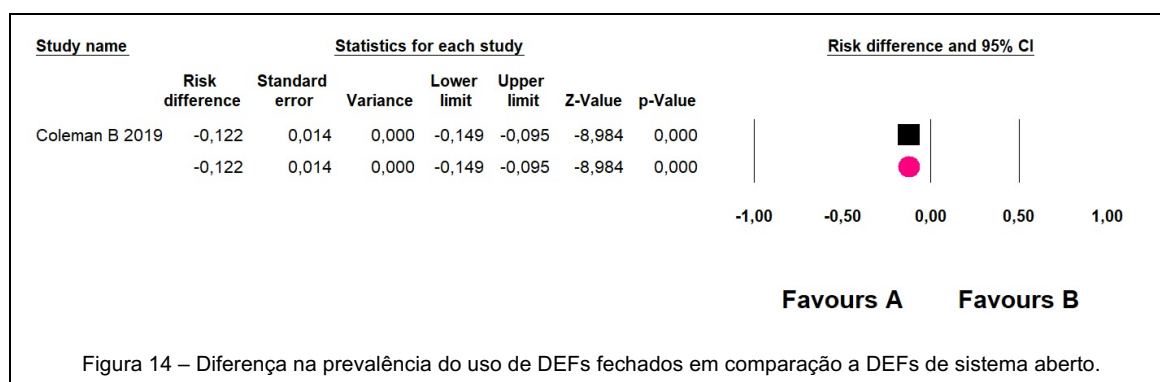 Study name Statistics for each study Risk difference and 95% CI
Risk Standard Lower Upper
difference error Variance limit limit Z-Value p-Value
Coleman B 2019 -0,122 0,014 0,000 -0,149 -0,095 -8,984 0,000
-0,122 0,014 0,000 -0,149 -0,095 -8,984 0,000
-1,00 -0,50 0,00 0,50 1,00
Favours A Favours B
Figura 14 – Diferença na prevalência do uso de DEFs fechados em comparação a DEFs de sistema aberto.